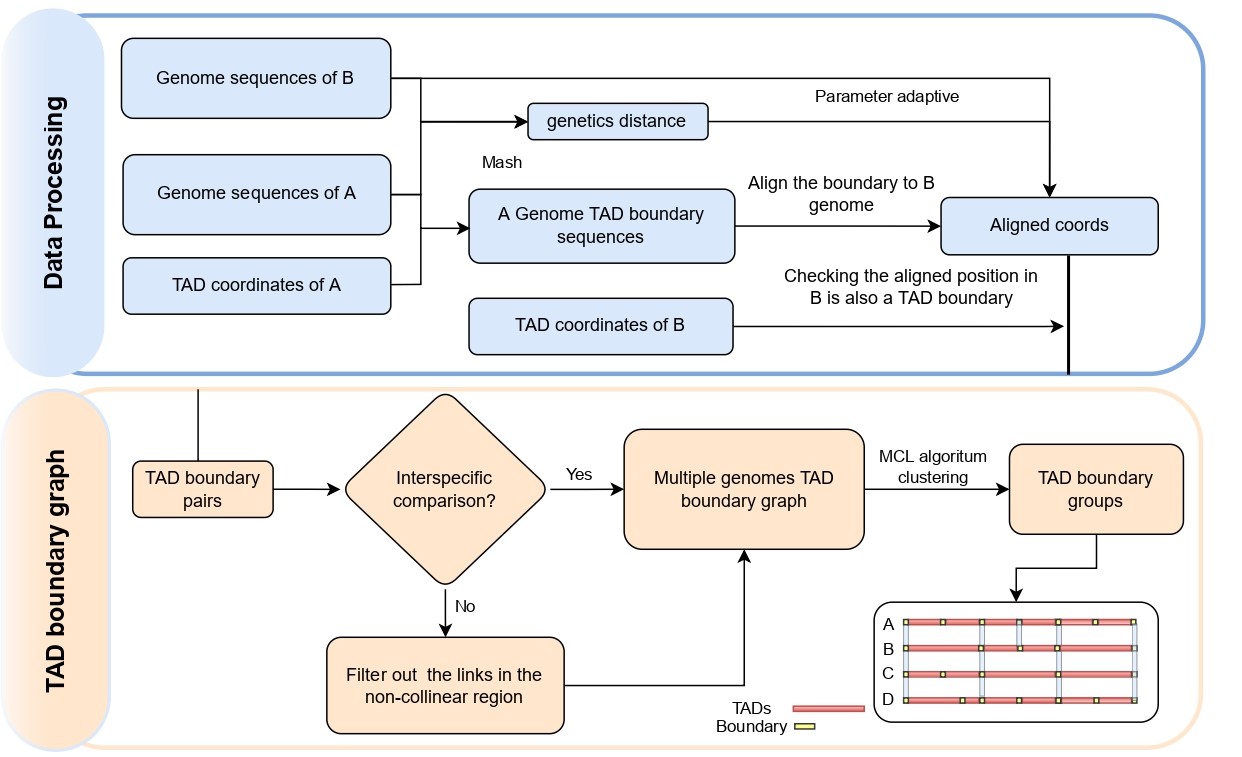 Data Processing
Genome sequences of B
Parameter adaptive
genetics distance
Mash
Genome sequences of A
Align the boundary to B
genome
A Genome TAD boundary
sequences
Aligned coords
TAD coordinates of A
Checking the aligned position in
B is also a TAD boundary
TAD coordinates of B
TAD boundary graph
TAD boundary
pairs
Interspecific
comparison?
Yes
Multiple genomes TAD
boundary graph
MCL algoritum
clustering
TAD boundary
groups
No
Filter out  the links in the
non-collinear region
A
B
C
D
TADs
Boundary